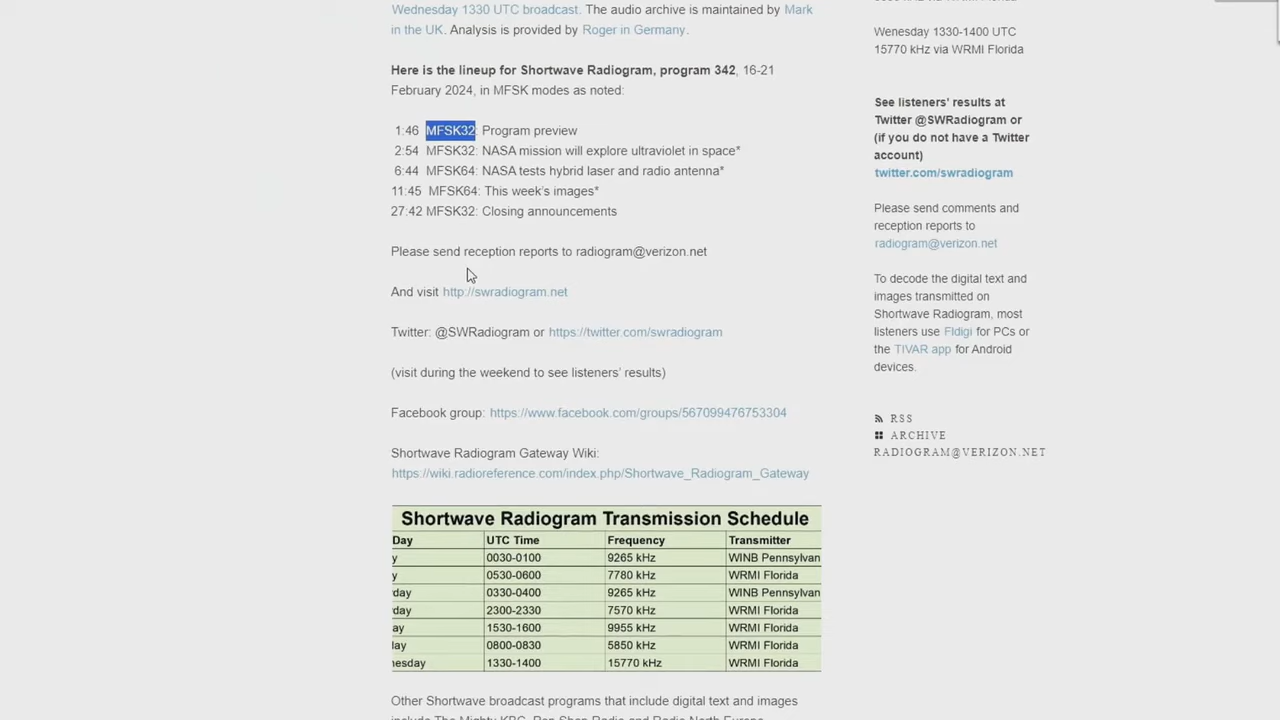 Wednesday 1330 UTC broadcast. The audio archive is maintained by Mark
in the UK. Analysis is provided by Roger in Germany.
Here is the lineup for Shortwave Radiogram, program 342, 16-21
February 2024, in MFSK modes as noted:
1:46 MFSK32: Program preview
2:54 MFSK32: NASA mission will explore ultraviolet in space*
6:44 MFSK64: NASA tests hybrid laser and radio antenna*
11:45 MFSK64: This week's images*
27:42 MFSK32: Closing announcements
Please send reception reports to radiogram@verizon.net
And visit http://swradiogram.net
Twitter: @SWRadiogram or https://twitter.com/swradiogram
(visit during the weekend to see listeners' results)
Facebook group: https://www.facebook.com/groups/567099476753304
Shortwave Radiogram Gateway Wiki:
https://wiki.radioreference.com/index.php/Shortwave_Radiogram_Gateway
Shortwave Radiogram Transmission Schedule
Day UTC Time Frequency Transmitter
y 0030-0100 9265 kHz WINB Pennsylvan
y 0530-0600 7780 kHz WRMI Florida
day 0330-0400 9265 kHz WINB Pennsylvan
day 2300-2330 7570 kHz WRMI Florida
ay 1530-1600 9955 kHz WRMI Florida
lay 0800-0830 5850 kHz WRMI Florida
nesday 1330-1400 15770 kHz WRMI Florida
Other Shortwave broadcast programs that include digital text and images
Wenesday 1330-1400 UTC
15770 kHz via WRMI Florida
See listeners' results at
Twitter @SWRadiogram or
(if you do not have a Twitter
account)
twitter.com/swradiogram
Please send comments and
reception reports to
radiogram@verizon.net
To decode the digital text and
images transmitted on
Shortwave Radiogram, most
listeners use Fldigi for PCs or
the TIVAR app for Android
devices.
RSS
ARCHIVE
RADIOGRAM@VERIZON.NET